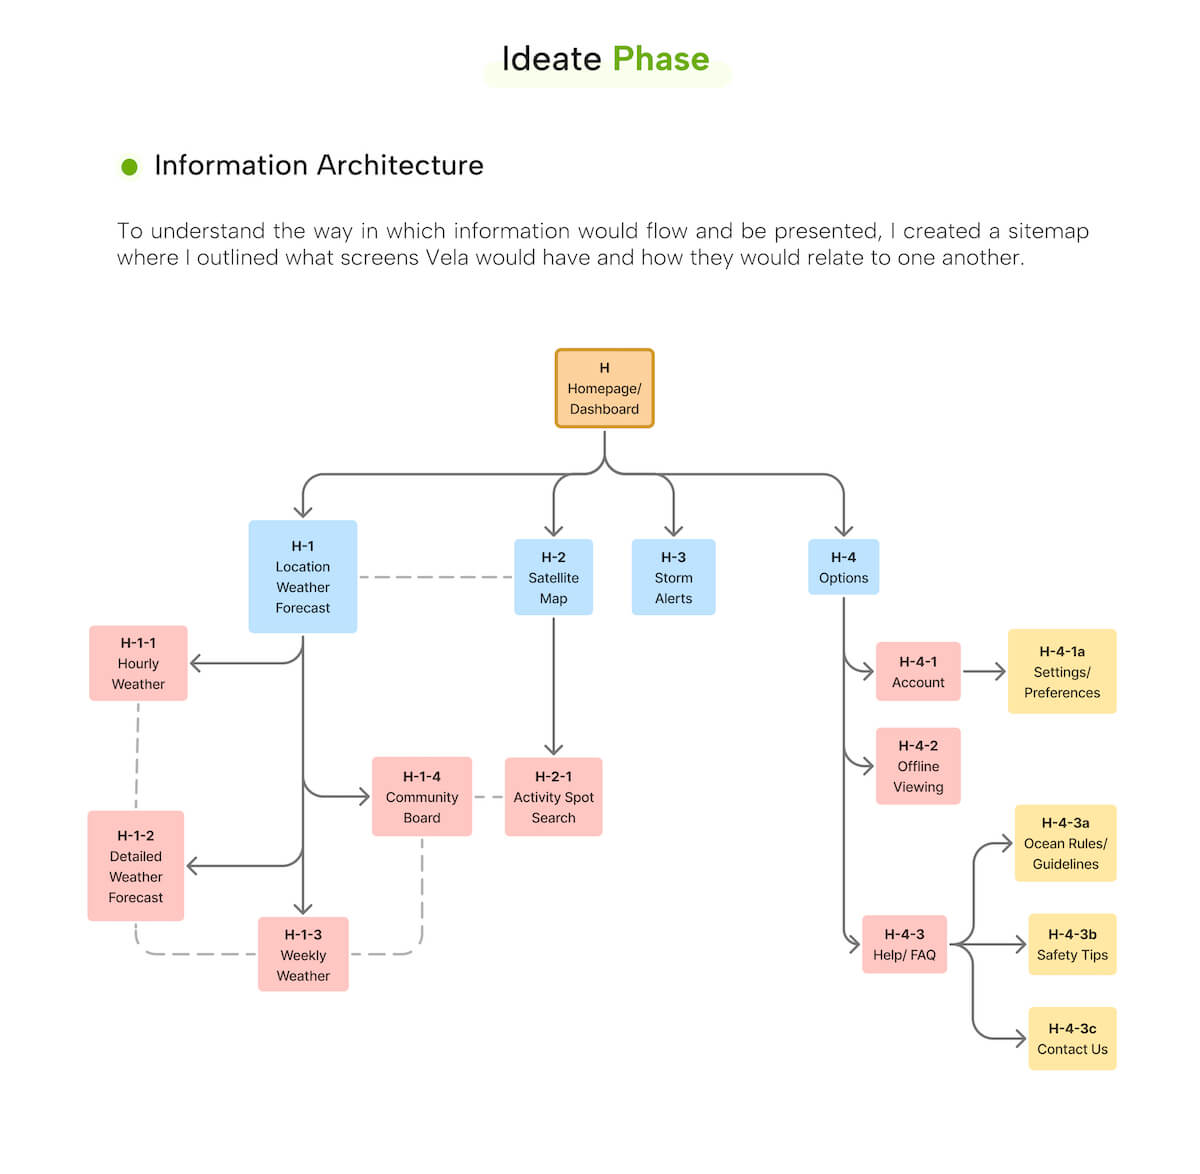 Ideate Phase
Information Architecture
To understand the way in which information would flow and be presented, I created a sitemap
where I outlined what screens Vela would have and how they would relate to one another.
H
Homepage/
Dashboard
H-1
Location
Weather
Forecast
H-2
Satellite
Map
H-3
Storm
Alerts
H-4
Options
H-1-1
Hourly
Weather
H-4-1
Account
H-4-1a
Settings/
Preferences
H-4-2
Offline
Viewing
H-1-4
Community
Board
H-2-1
Activity Spot
Search
H-1-2
Detailed
Weather
Forecast
H-4-3a
Ocean Rules/
Guidelines
H-1-3
Weekly
Weather
H-4-3
Help/ FAQ
H-4-3b
Safety Tips
H-4-3c
Contact Us